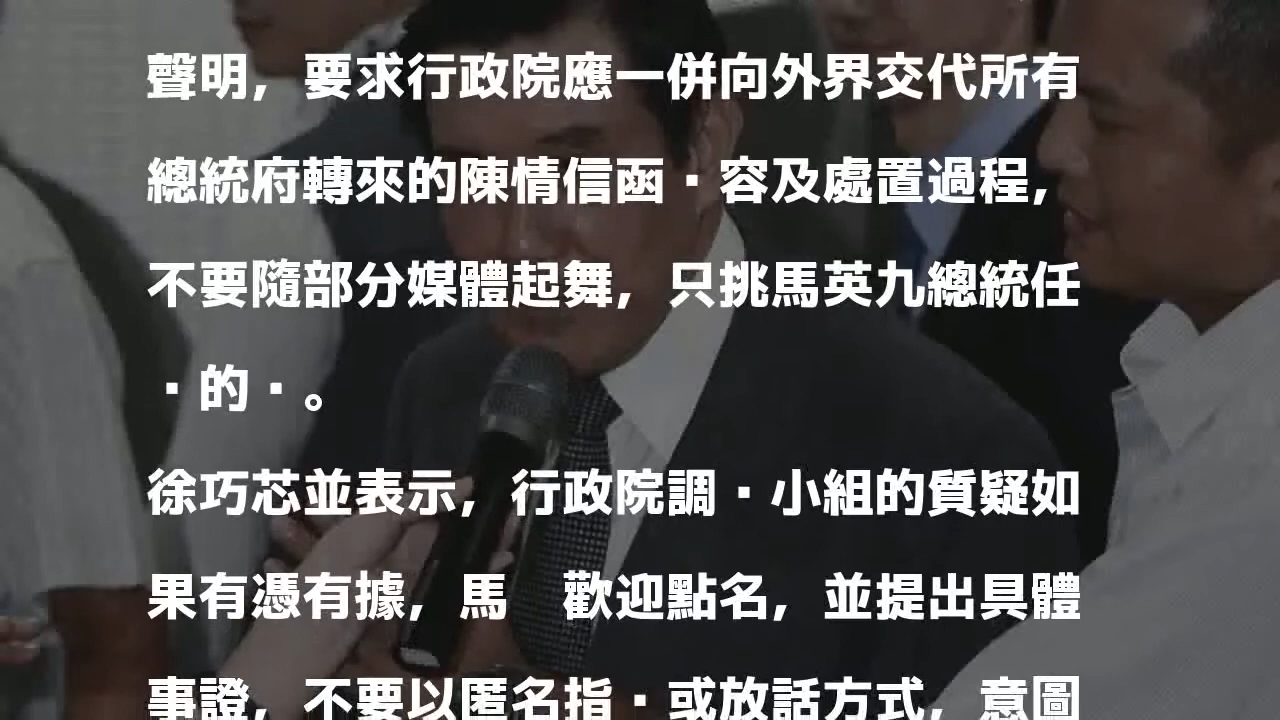 聲明，要求行政院應一併向外界交代所有
總統府轉來的陳情信函▪容及處置過程，
不要隨部分媒體起舞，只挑馬英九總統任
▪的▪。
徐巧芯並表示，行政院調▪小組的質疑如
果有憑有據，馬　歡迎點名，並提出具體
事證，不要以匿名指▪或放話方式，意圖